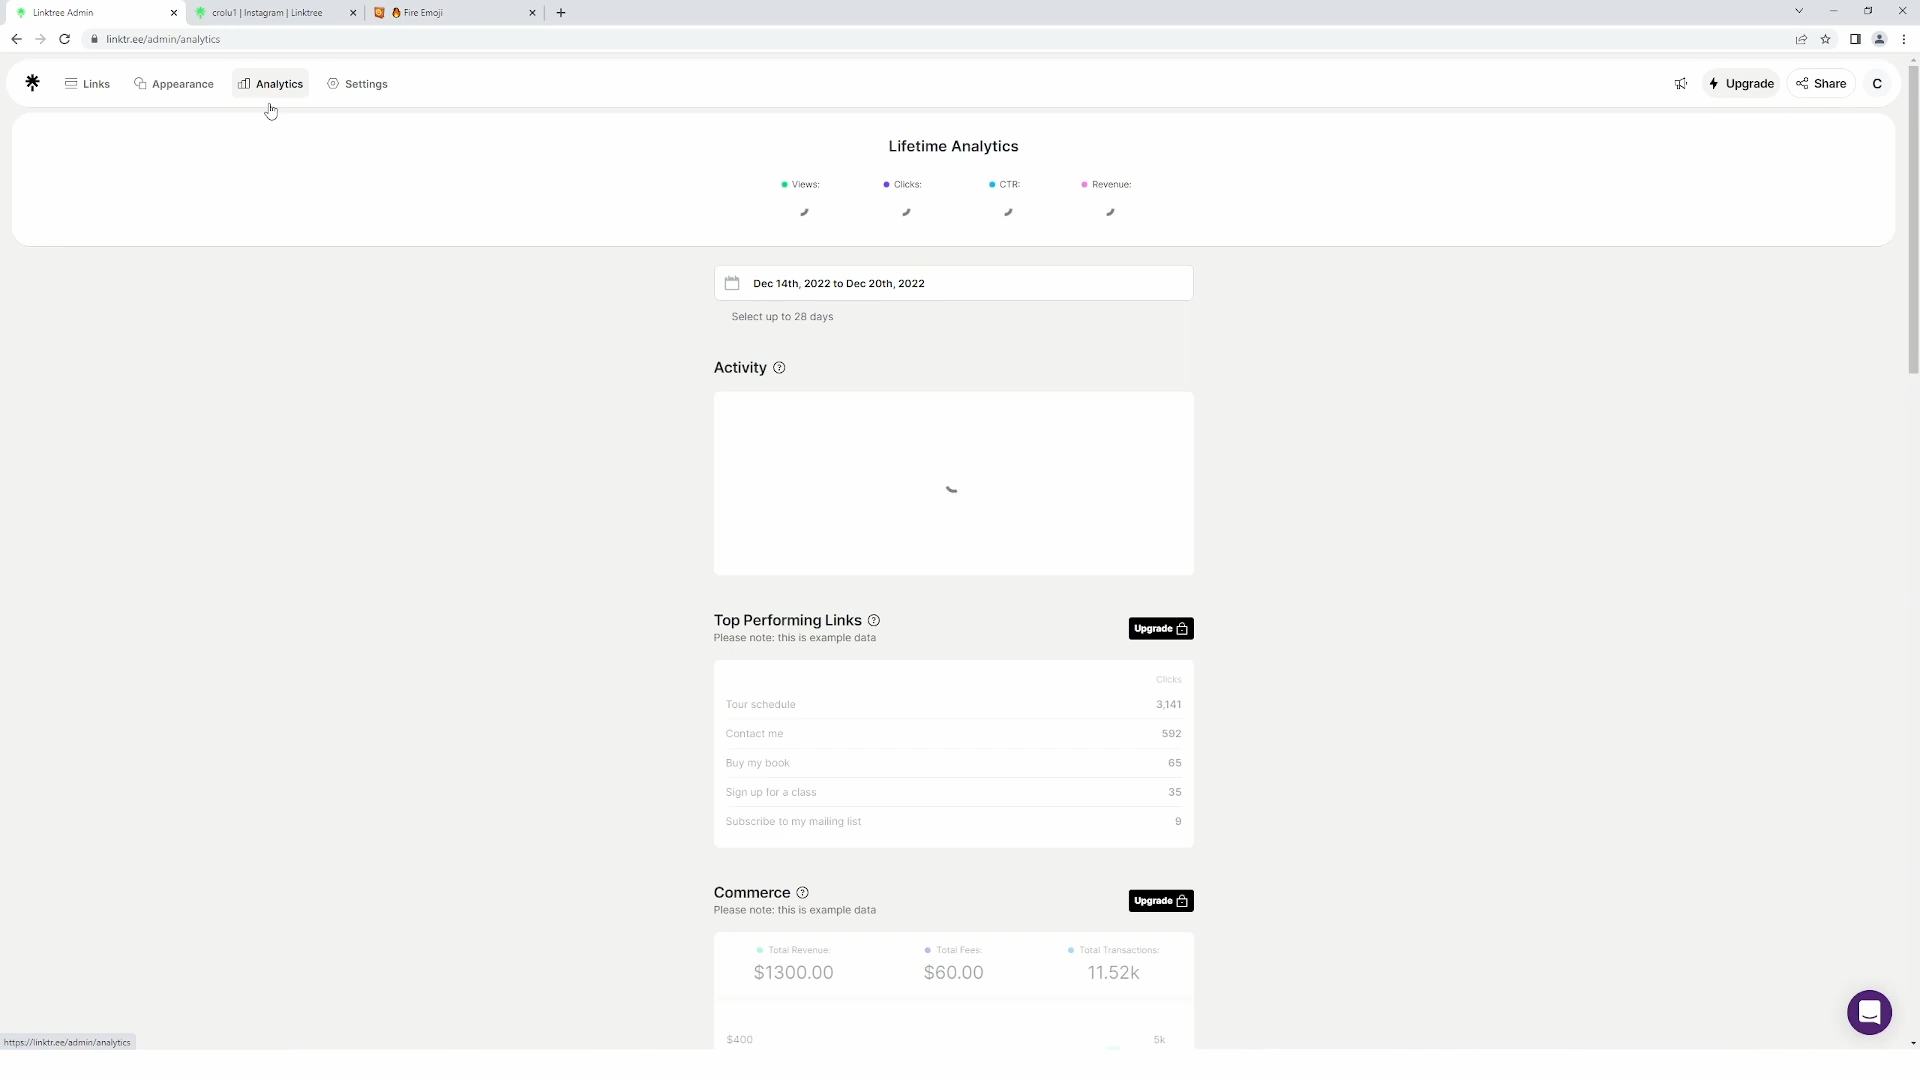 Linktree Admin
crolu1 | Instagram | Linktree
Fire Emoji
linktr.ee/admin/analytics
Links
Appearance
Analytics
Settings
Upgrade
Share
C
Lifetime Analytics
Views:
Clicks:
CTR:
Revenue:
Dec 14th, 2022 to Dec 20th, 2022
Select up to 28 days
Activity
Top Performing Links
Please note: this is example data
Upgrade
Clicks
Tour schedule 3,141
Contact me 592
Buy my book 65
Sign up for a class 35
Subscribe to my mailing list 9
Commerce
Please note: this is example data
Upgrade
Total Revenue:
Total Fees:
Total Transactions:
$1300.00
$60.00
11.52k
$400
5k
https://linktr.ee/admin/analytics